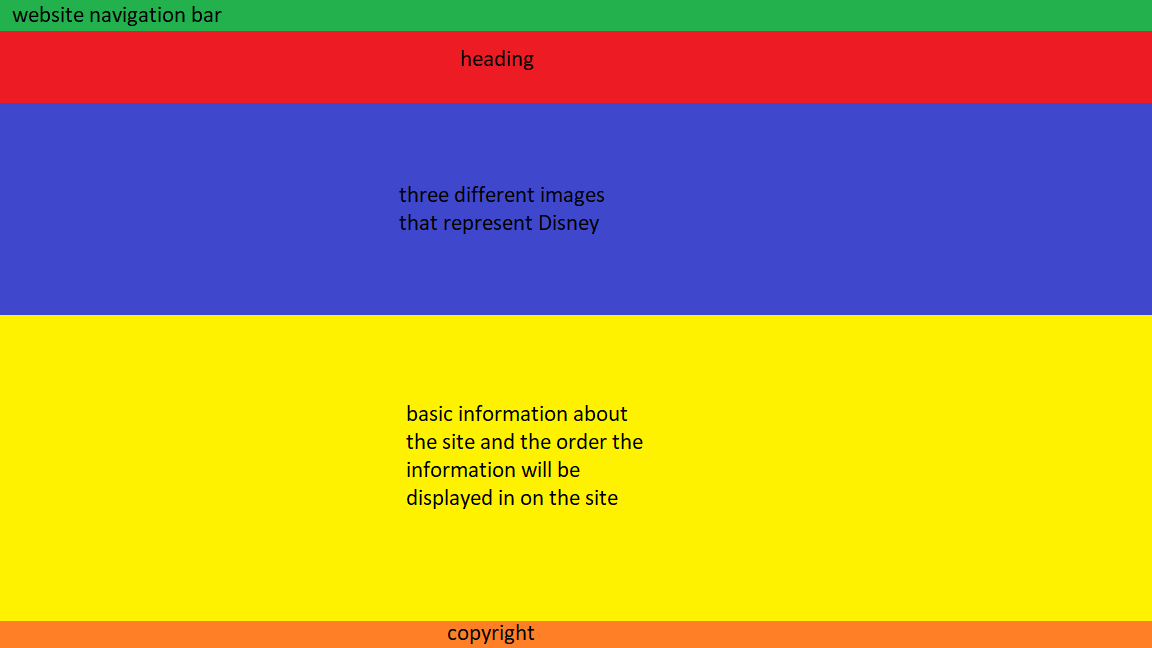 website navigation bar
heading
three different images
that represent Disney
basic information about
the site and the order the
information will be
displayed in on the site
copyright